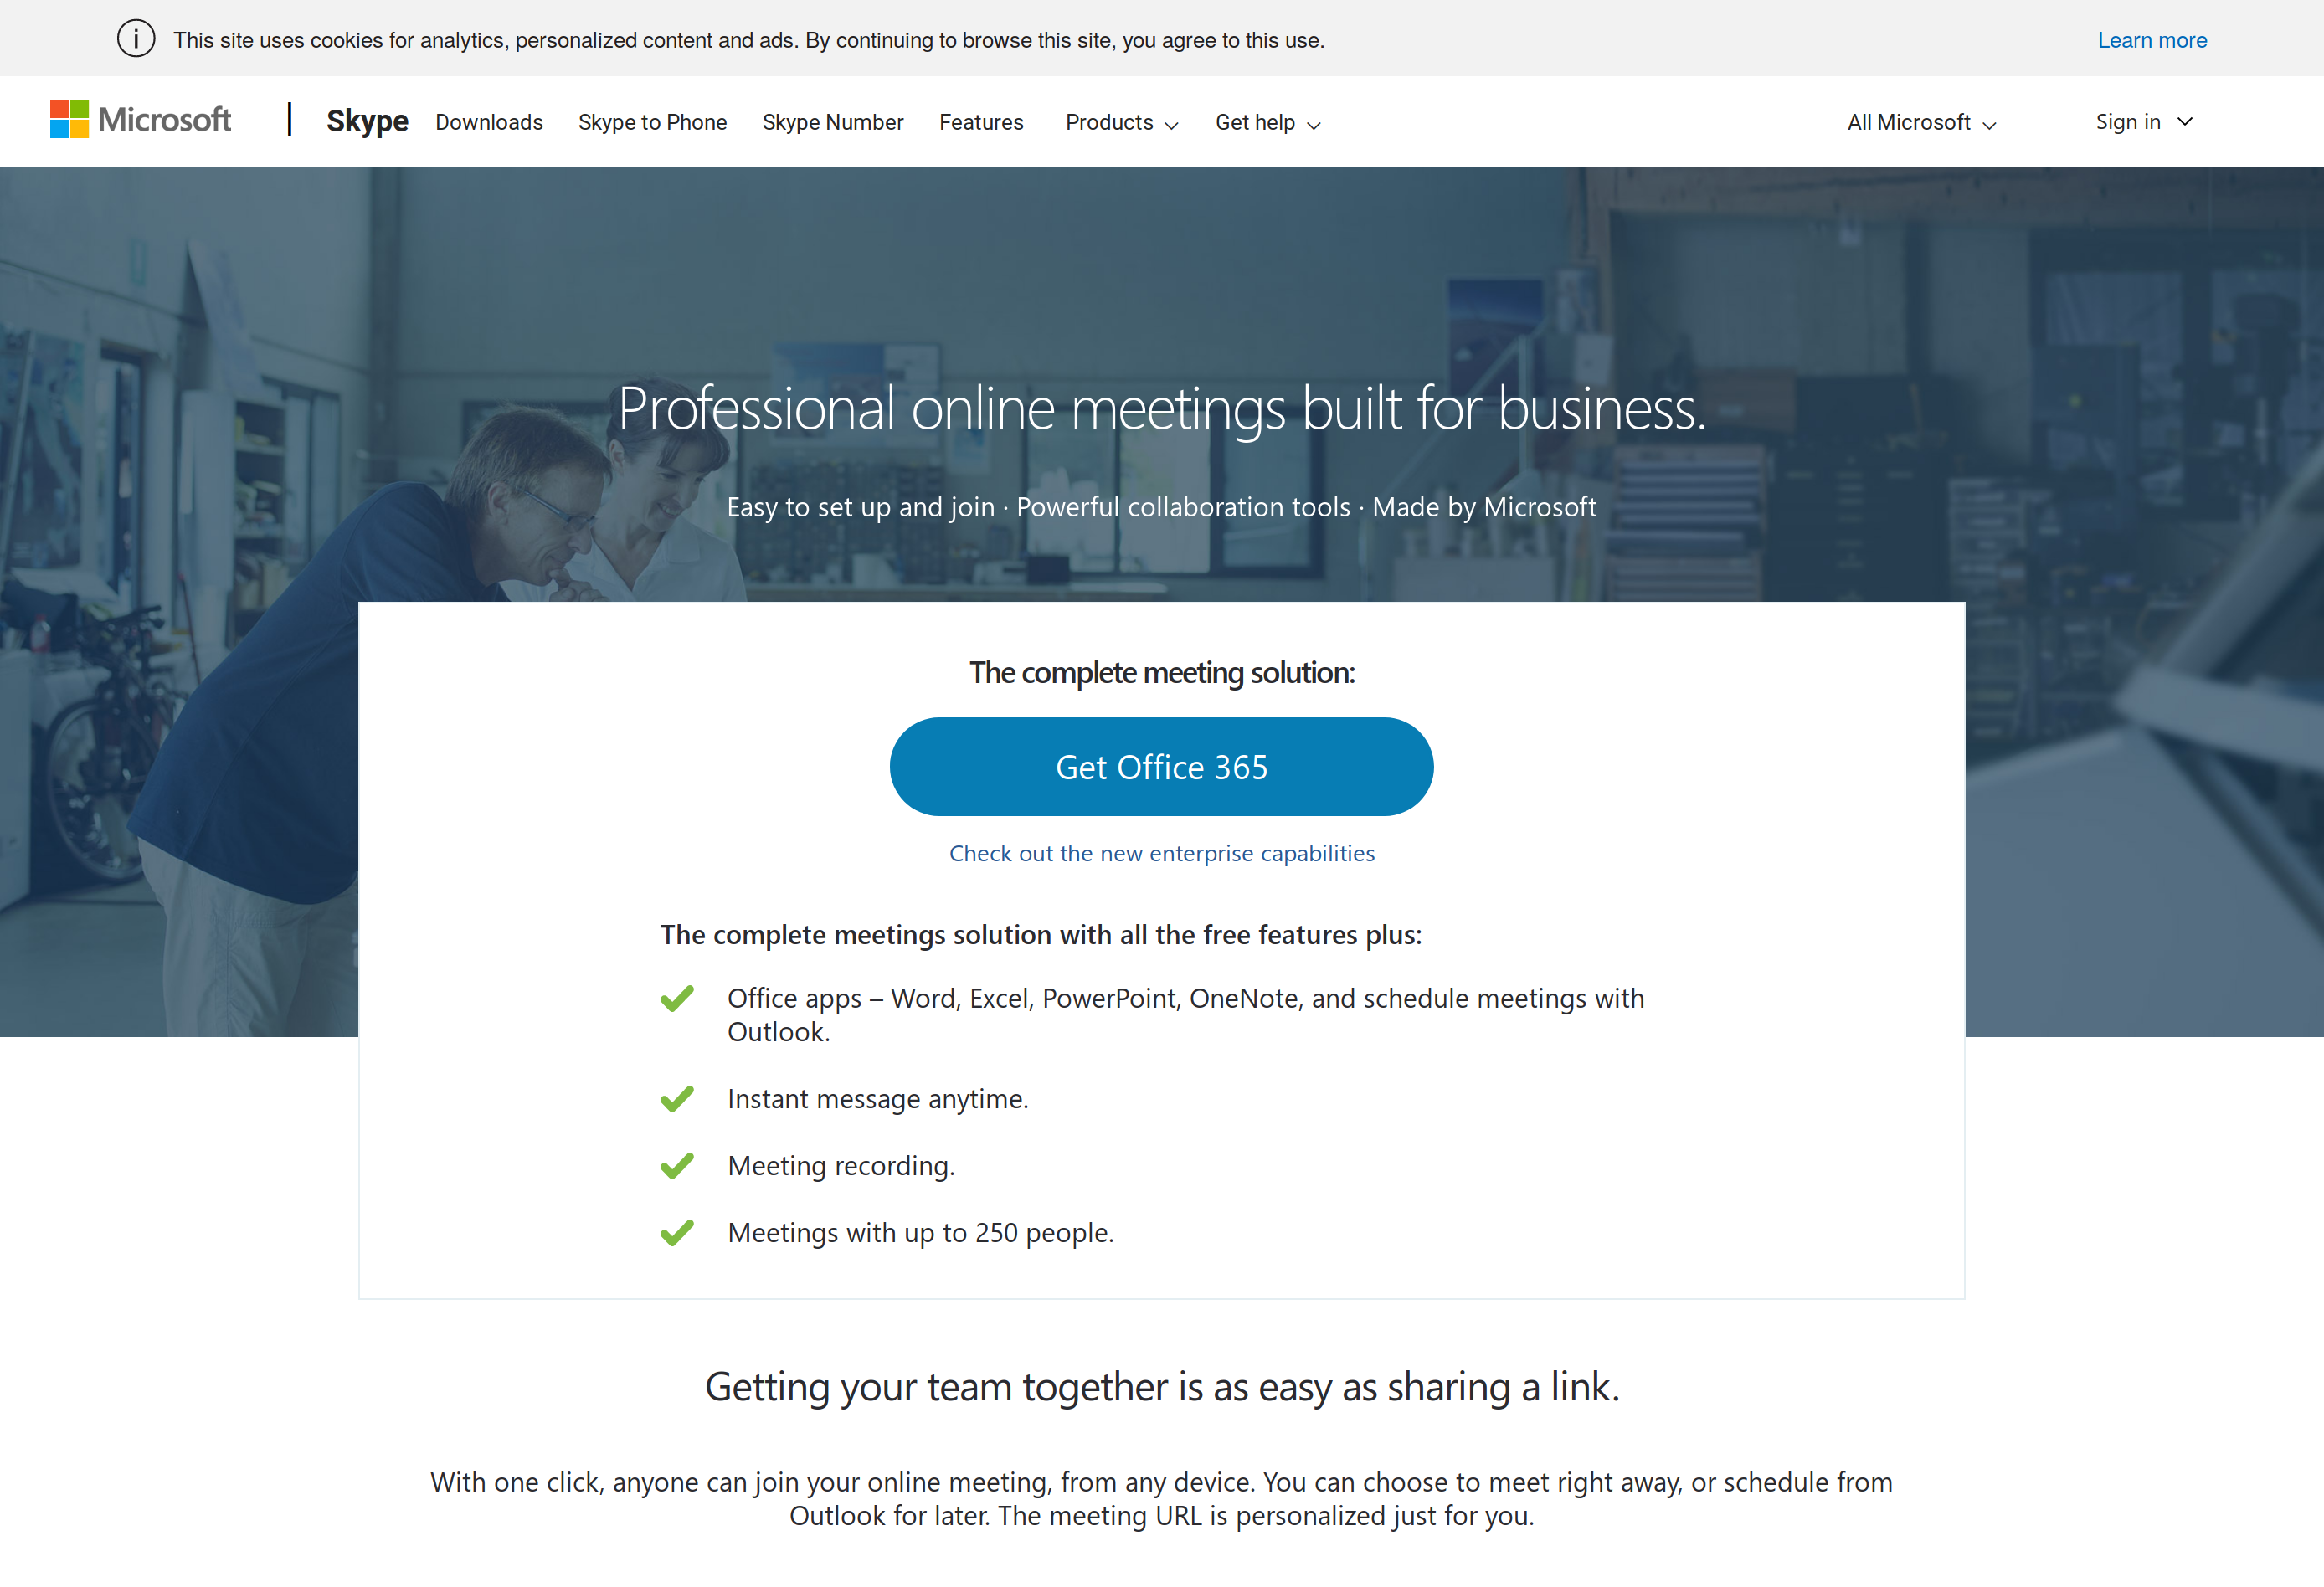 This site uses cookies for analytics, personalized content and ads. By continuing to browse this site, you agree to this use.
Learn more
Microsoft
Skype
Downloads
Skype to Phone
Skype Number
Features
Products
Get help
All Microsoft
Sign in
Professional online meetings built for business.
Easy to set up and join · Powerful collaboration tools · Made by Microsoft
The complete meeting solution:
Get Office 365
Check out the new enterprise capabilities
The complete meetings solution with all the free features plus:
Office apps – Word, Excel, PowerPoint, OneNote, and schedule meetings with
Outlook.
Instant message anytime.
Meeting recording.
Meetings with up to 250 people.
Getting your team together is as easy as sharing a link.
With one click, anyone can join your online meeting, from any device. You can choose to meet right away, or schedule from
Outlook for later. The meeting URL is personalized just for you.